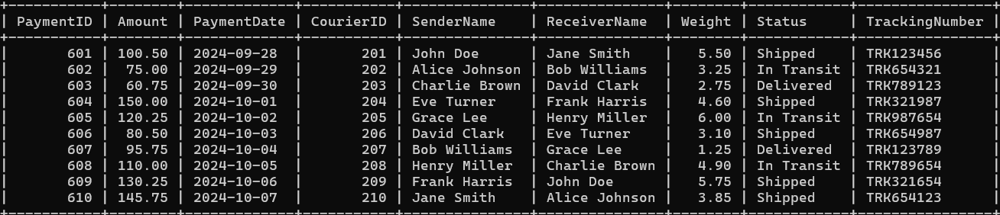 | PaymentID | Amount | PaymentDate | CourierID | SenderName | ReceiverName | Weight | Status | TrackingNumber |
| 601 | 100.50 | 2024-09-28 | 201 | John Doe | Jane Smith | 5.50 | Shipped | TRK123456 |
| 602 | 75.00 | 2024-09-29 | 202 | Alice Johnson | Bob Williams | 3.25 | In Transit | TRK654321 |
| 603 | 60.75 | 2024-09-30 | 203 | Charlie Brown | David Clark | 2.75 | Delivered | TRK789123 |
| 604 | 150.00 | 2024-10-01 | 204 | Eve Turner | Frank Harris | 4.60 | Shipped | TRK321987 |
| 605 | 120.25 | 2024-10-02 | 205 | Grace Lee | Henry Miller | 6.00 | In Transit | TRK987654 |
| 606 | 80.50 | 2024-10-03 | 206 | David Clark | Eve Turner | 3.10 | Shipped | TRK654987 |
| 607 | 95.75 | 2024-10-04 | 207 | Bob Williams | Grace Lee | 1.25 | Delivered | TRK123789 |
| 608 | 110.00 | 2024-10-05 | 208 | Henry Miller | Charlie Brown | 4.90 | In Transit | TRK789654 |
| 609 | 130.25 | 2024-10-06 | 209 | Frank Harris | John Doe | 5.75 | Shipped | TRK321654 |
| 610 | 145.75 | 2024-10-07 | 210 | Jane Smith | Alice Johnson | 3.85 | Shipped | TRK654123 |